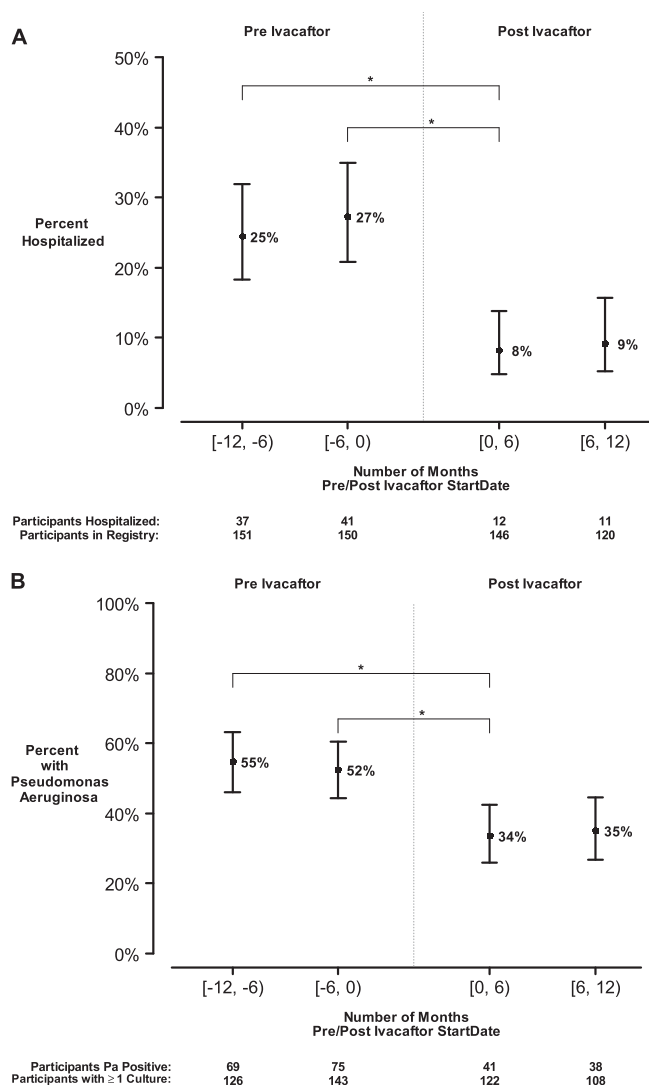 A
Pre Ivacaftor Post Ivacaftor
50%
*
40%
*
30%
Percent
Hospitalized
25% 27%
20%
10%
8% 9%
0%
[-12, -6) [-6, 0) [0, 6) [6, 12)
Number of Months
Pre/Post Ivacaftor StartDate
Participants Hospitalized: 37 41 12 11
Participants in Registry: 151 150 146 120
B
Pre Ivacaftor Post Ivacaftor
100%
80%
*
*
60%
Percent
with
Pseudomonas
Aeruginosa
55% 52%
40%
34% 35%
20%
0%
[-12, -6) [-6, 0) [0, 6) [6, 12)
Number of Months
Pre/Post Ivacaftor StartDate
Participants Pa Positive: 69 75 41 38
Participants with ≥ 1 Culture: 126 143 122 108